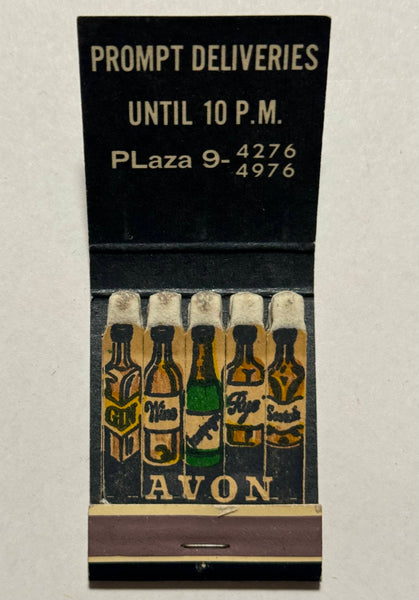 PROMPT DELIVERIES
UNTIL 10 P.M.
PLaza 9- 4276
4976
GIN Wine Rye Scotch
AVON